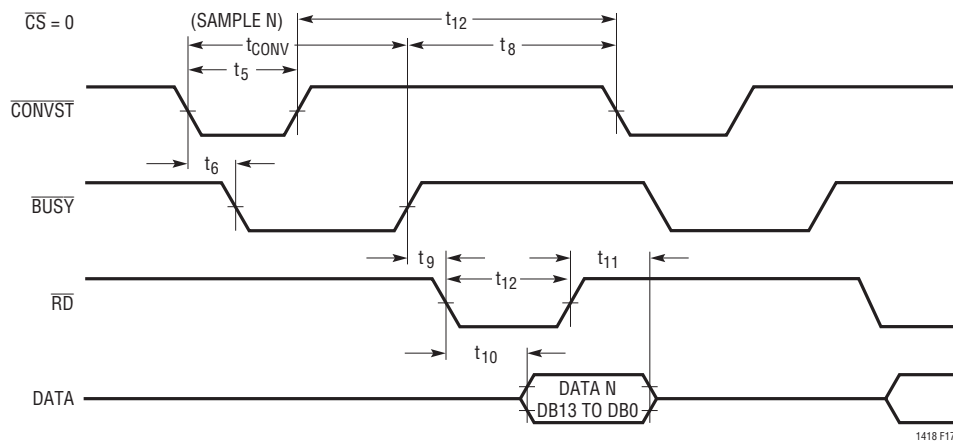 CS = 0
(SAMPLE N)
t12
tCONV
t8
t5
CONVST
t6
BUSY
t9
t12
t11
RD
t10
DATA
DATA N
DB13 TO DB0
1418 F17